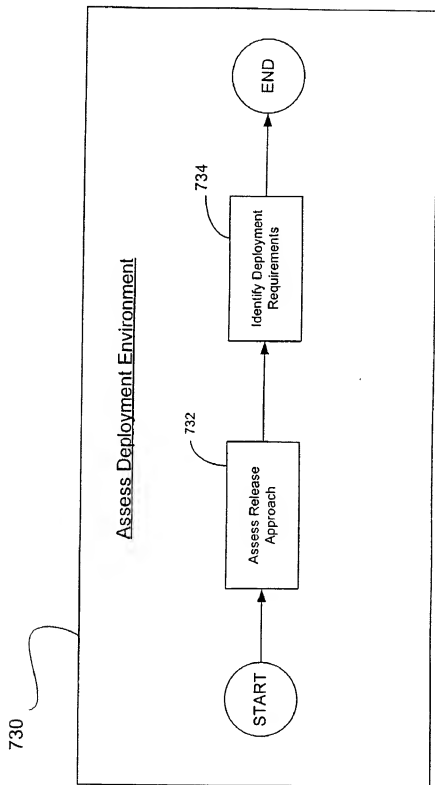 730
Assess Deployment Environment
START
732
Assess Release
Approach
734
Identify Deployment
Requirements
END